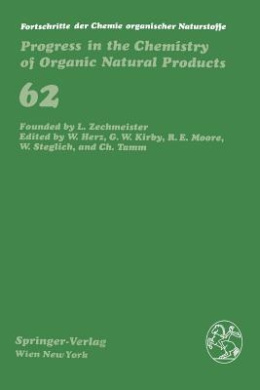 Fortschritte der Chemie organischer Naturstoffe
Progress in the Chemistry
of Organic Natural Products
62
Founded by L. Zechmeister
Edited by W. Herz, G. W. Kirby, R. E. Moore,
W. Steglich, and Ch. Tamm
Springer-Verlag
Wien New York